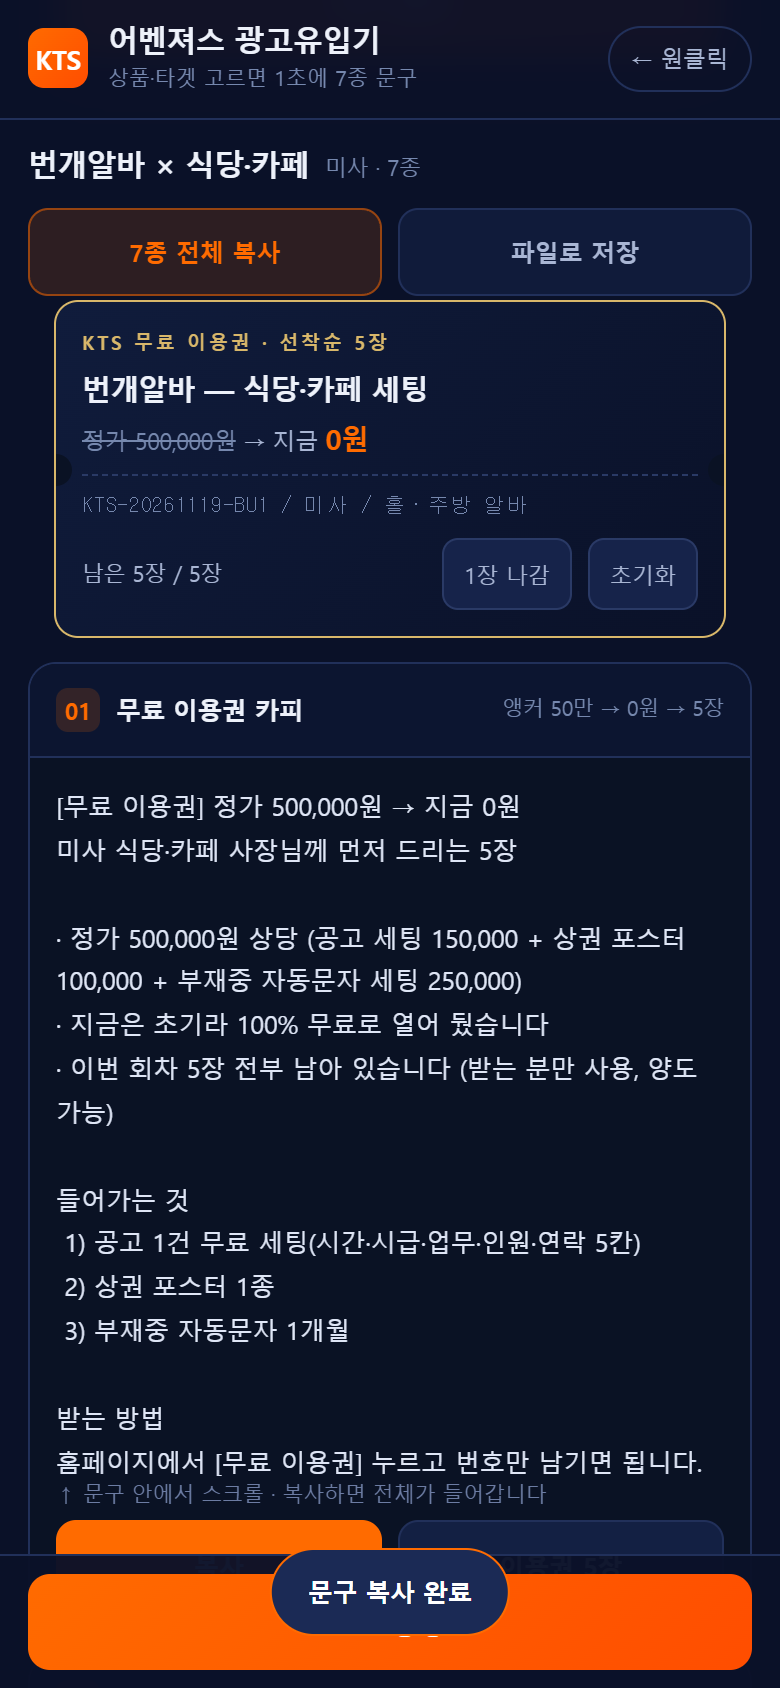 KTS
어벤져스 광고유입기
상품·타겟 고르면 1초에 7종 문구
← 원클릭
번개알바 × 식당·카페 미사 · 7종
7종 전체 복사
파일로 저장
KTS 무료 이용권 · 선착순 5장
번개알바 — 식당·카페 세팅
정가 500,000원 → 지금 0원
KTS-20261119-BU1 / 미사 / 홀 · 주방 알바
남은 5장 / 5장
1장 나감
초기화
01 무료 이용권 카피
앵커 50만 → 0원 → 5장
[무료 이용권] 정가 500,000원 → 지금 0원
미사 식당·카페 사장님께 먼저 드리는 5장
· 정가 500,000원 상당 (공고 세팅 150,000 + 상권 포스터
100,000 + 부재중 자동문자 세팅 250,000)
· 지금은 초기라 100% 무료로 열어 뒀습니다
· 이번 회차 5장 전부 남아 있습니다 (받는 분만 사용, 양도
가능)
들어가는 것
1) 공고 1건 무료 세팅(시간·시급·업무·인원·연락 5칸)
2) 상권 포스터 1종
3) 부재중 자동문자 1개월
받는 방법
홈페이지에서 [무료 이용권] 누르고 번호만 남기면 됩니다.
↑ 문구 안에서 스크롤 · 복사하면 전체가 들어갑니다
복사
이용권 5장
문구 복사 완료